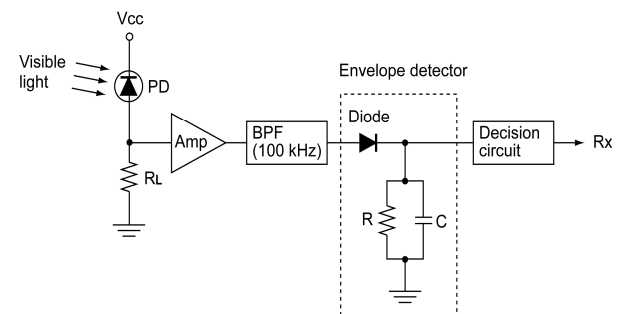 Vcc
Visible
light
PD
Envelope detector
Diode
Amp
BPF
(100 kHz)
Decision
circuit
Rx
RL
R
C